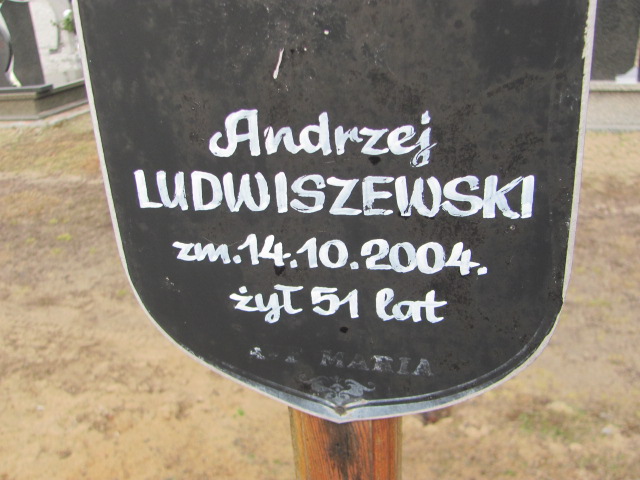 Andrzej
LUDWISZEWSKI
zm.14.10.2004.
żył 51 lat
MARIA